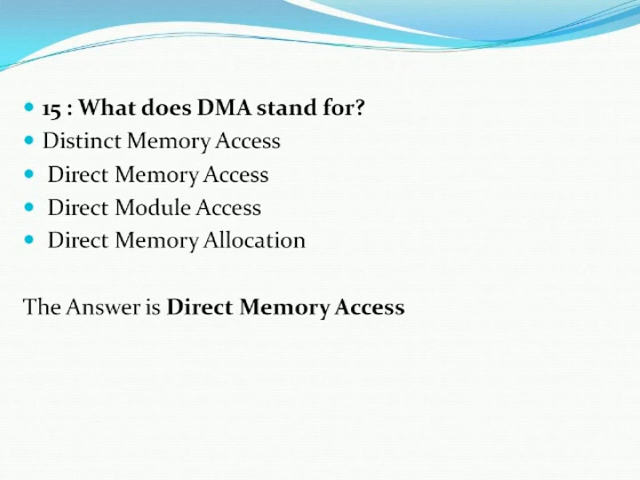 15 : What does DMA stand for?
Distinct Memory Access
Direct Memory Access
Direct Module Access
Direct Memory Allocation
The Answer is Direct Memory Access